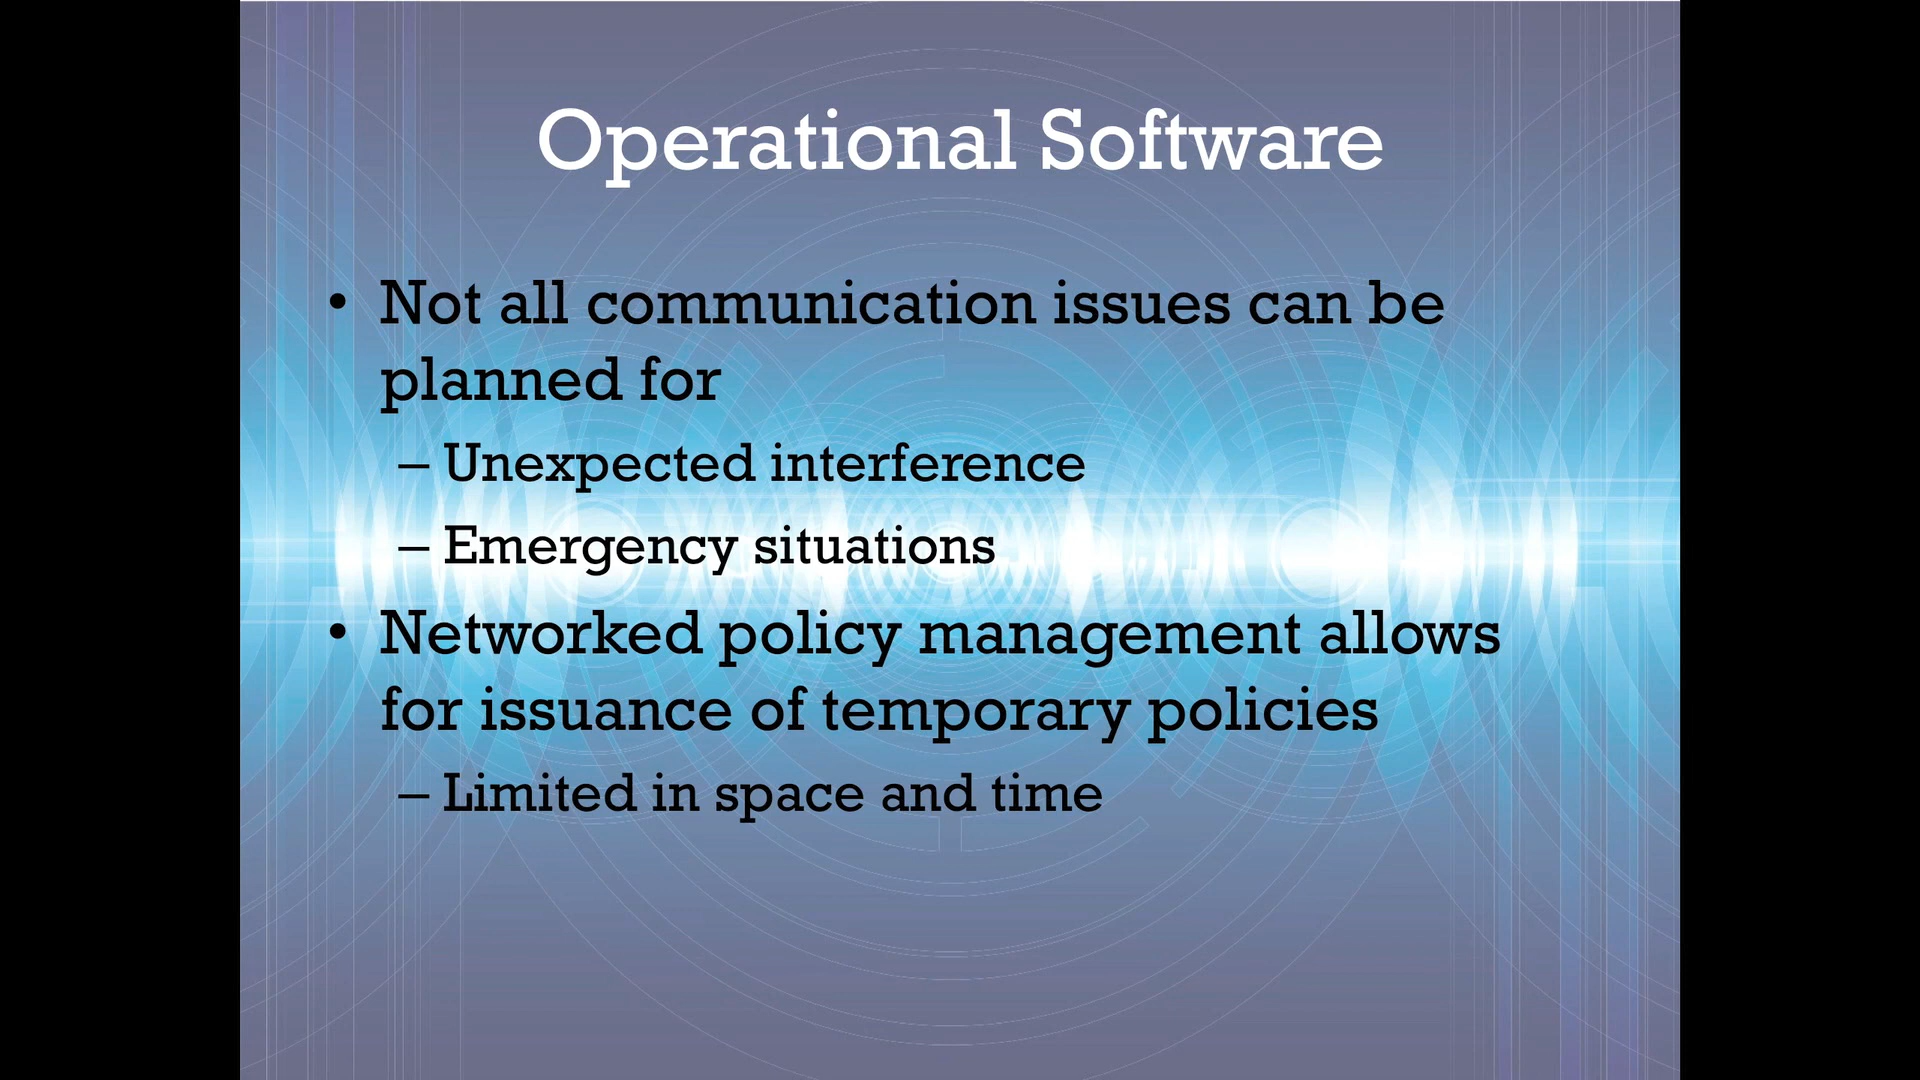 Operational Software
• Not all communication issues can be
planned for
– Unexpected interference
– Emergency situations
• Networked policy management allows
for issuance of temporary policies
– Limited in space and time